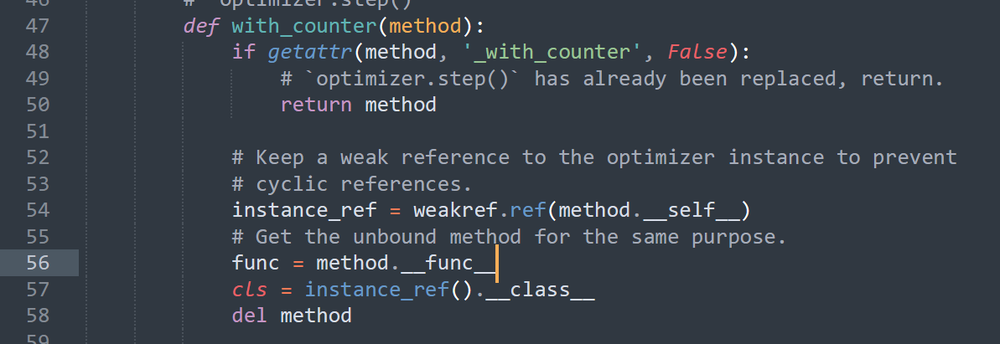 46 # `optimizer.step()`
47 def with_counter(method):
48 if getattr(method, '_with_counter', False):
49 # `optimizer.step()` has already been replaced, return.
50 return method
51
52 # Keep a weak reference to the optimizer instance to prevent
53 # cyclic references.
54 instance_ref = weakref.ref(method.__self__)
55 # Get the unbound method for the same purpose.
56 func = method.__func__
57 cls = instance_ref().__class__
58 del method
59